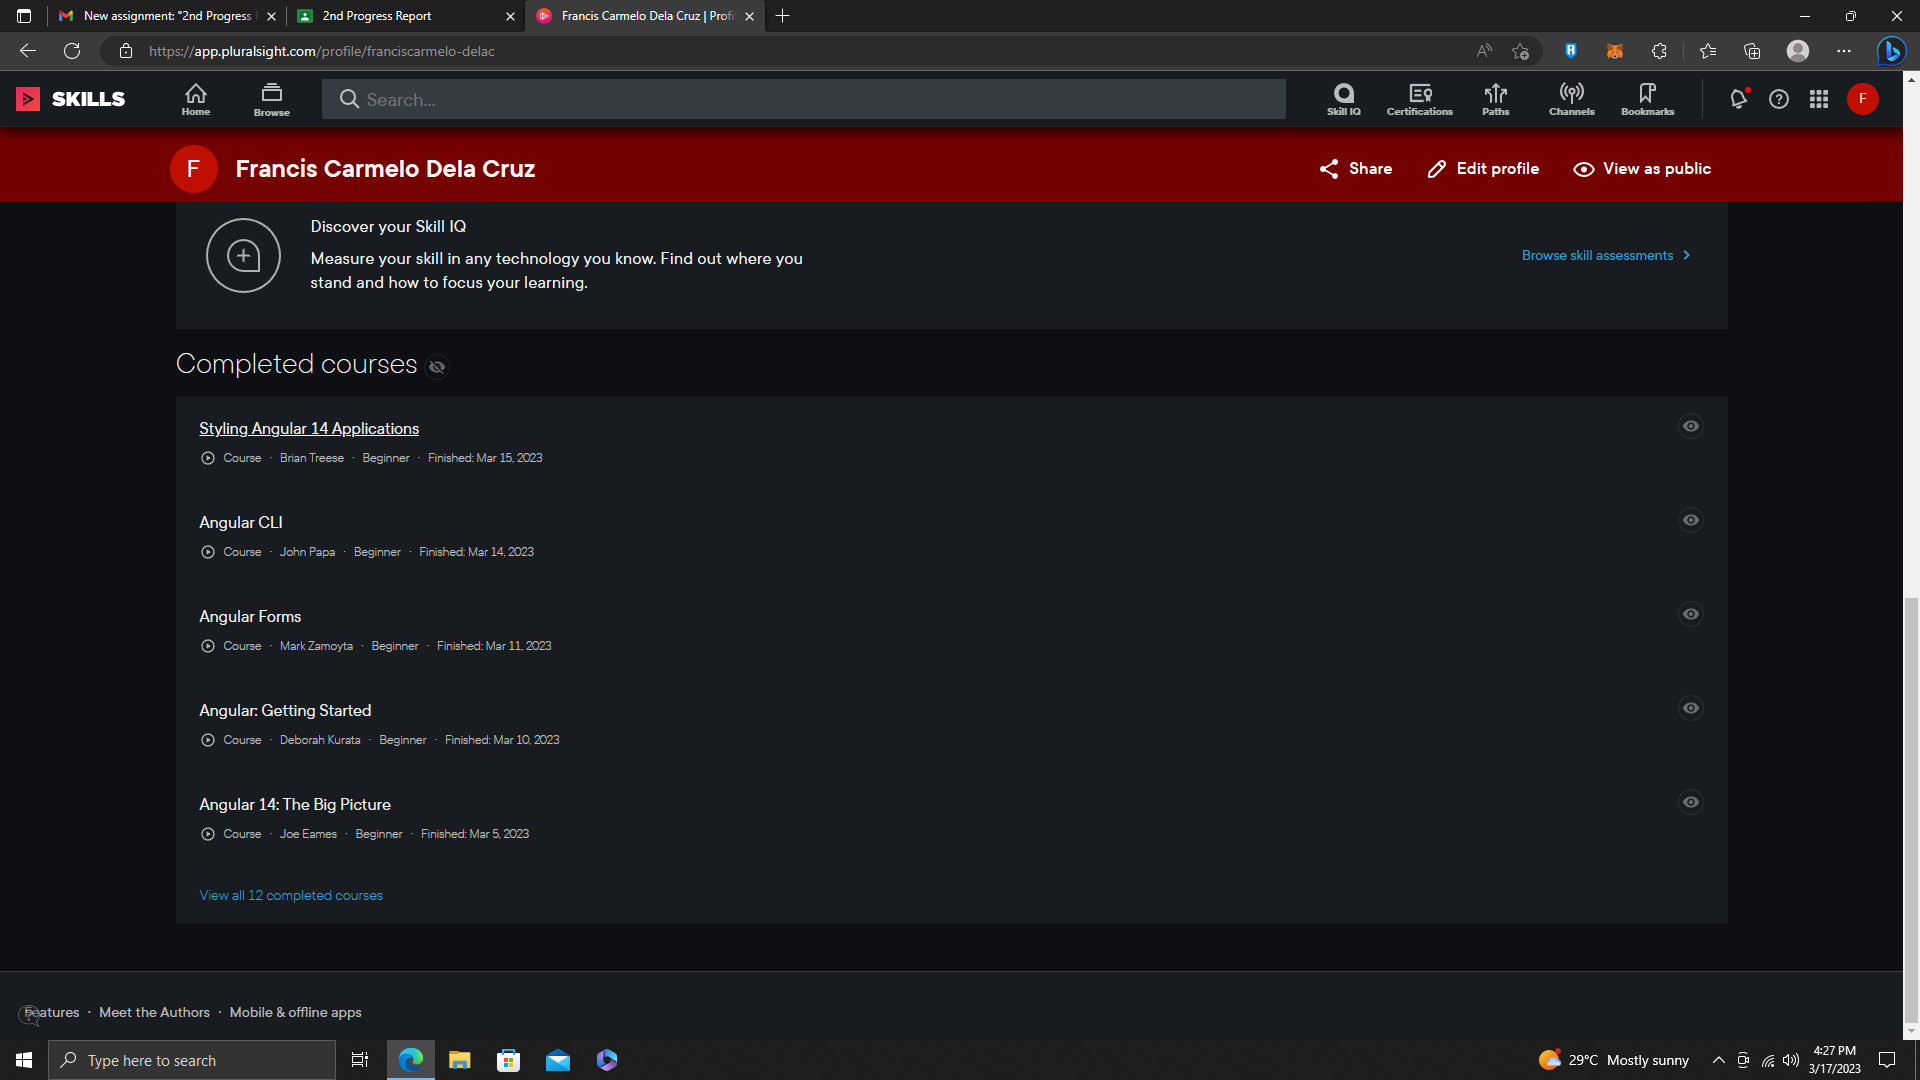 New assignment: "2nd Progress
2nd Progress Report
Francis Carmelo Dela Cruz | Profi
https://app.pluralsight.com/profile/franciscarmelo-delac
SKILLS
Home
Browse
Search...
Skill IQ
Certifications
Paths
Channels
Bookmarks
F
F
Francis Carmelo Dela Cruz
Share
Edit profile
View as public
Discover your Skill IQ
Measure your skill in any technology you know. Find out where you
stand and how to focus your learning.
Browse skill assessments
Completed courses
Styling Angular 14 Applications
Course · Brian Treese · Beginner · Finished: Mar 15, 2023
Angular CLI
Course · John Papa · Beginner · Finished: Mar 14, 2023
Angular Forms
Course · Mark Zamoyta · Beginner · Finished: Mar 11, 2023
Angular: Getting Started
Course · Deborah Kurata · Beginner · Finished: Mar 10, 2023
Angular 14: The Big Picture
Course · Joe Eames · Beginner · Finished: Mar 5, 2023
View all 12 completed courses
Features · Meet the Authors · Mobile & offline apps
Type here to search
29°C Mostly sunny
4:27 PM
3/17/2023